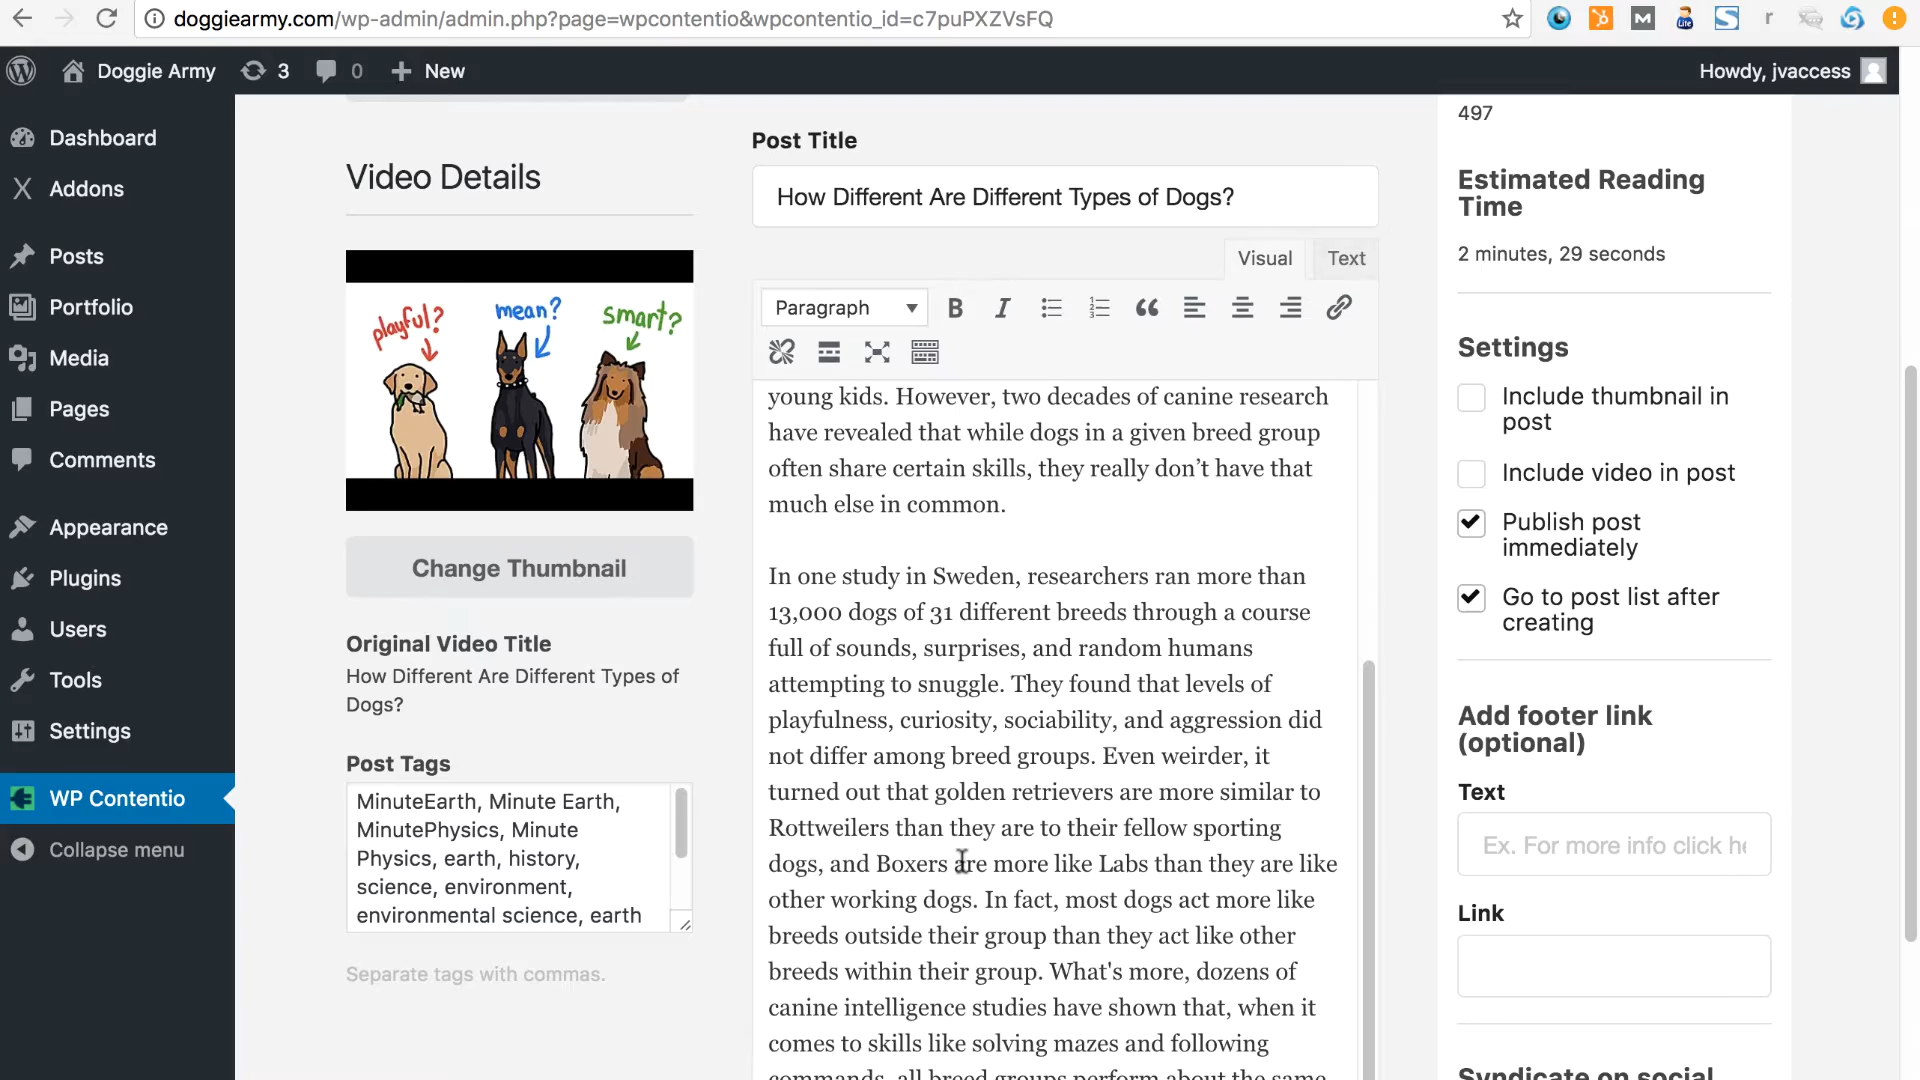 doggiearmy.com/wp-admin/admin.php?page=wpcontentio&wpcontentio_id=c7puPXZVsFQ
Doggie Army
3
0
New
Howdy, jvaccess
Dashboard
Addons
Posts
Portfolio
Media
Pages
Comments
Appearance
Plugins
Users
Tools
Settings
WP Contentio
Collapse menu
Video Details
playful?
mean?
smart?
Change Thumbnail
Original Video Title
How Different Are Different Types of
Dogs?
Post Tags
MinuteEarth, Minute Earth,
MinutePhysics, Minute
Physics, earth, history,
science, environment,
environmental science, earth
Separate tags with commas.
Post Title
How Different Are Different Types of Dogs?
Visual
Text
Paragraph
young kids. However, two decades of canine research
have revealed that while dogs in a given breed group
often share certain skills, they really don’t have that
much else in common.
In one study in Sweden, researchers ran more than
13,000 dogs of 31 different breeds through a course
full of sounds, surprises, and random humans
attempting to snuggle. They found that levels of
playfulness, curiosity, sociability, and aggression did
not differ among breed groups. Even weirder, it
turned out that golden retrievers are more similar to
Rottweilers than they are to their fellow sporting
dogs, and Boxers are more like Labs than they are like
other working dogs. In fact, most dogs act more like
breeds outside their group than they act like other
breeds within their group. What's more, dozens of
canine intelligence studies have shown that, when it
comes to skills like solving mazes and following
commands, all breed groups perform about the same
497
Estimated Reading
Time
2 minutes, 29 seconds
Settings
Include thumbnail in
post
Include video in post
Publish post
immediately
Go to post list after
creating
Add footer link
(optional)
Text
Ex. For more info click he
Link
Syndicate on social